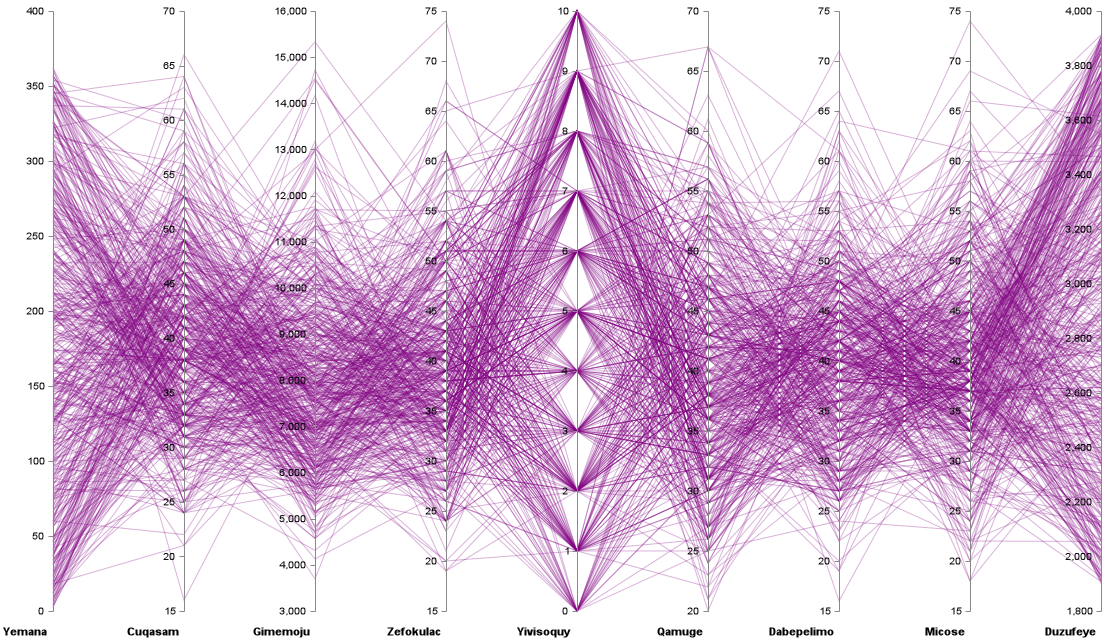 400 70 16,000 75 10 75 75 4,000
65 15,000 70 9 65 70 70 3,800
350 14,000 65 65 65
60 8 60 3,600
300 55 13,000 60 7 55 60 60 3,400
250 50 12,000 55 6 50 55 55 3,200
11,000 50 50 50
200 45 10,000 45 5 45 45 45 3,000
40 9,000 40 4 40 40 40 2,800
150 35 8,000 35 35 35 35 2,600
100 30 7,000 30 3 30 30 30 2,400
25 6,000 25 2 25 25 2,200
50 20 5,000 20 1 25 20 20 2,000
4,000
0 15 3,000 15 0 20 15 15 1,800
Yemana Cuqasam Gimemoju Zefokulac Yivisoquy Qamuge Dabepelimo Micose Duzufeye